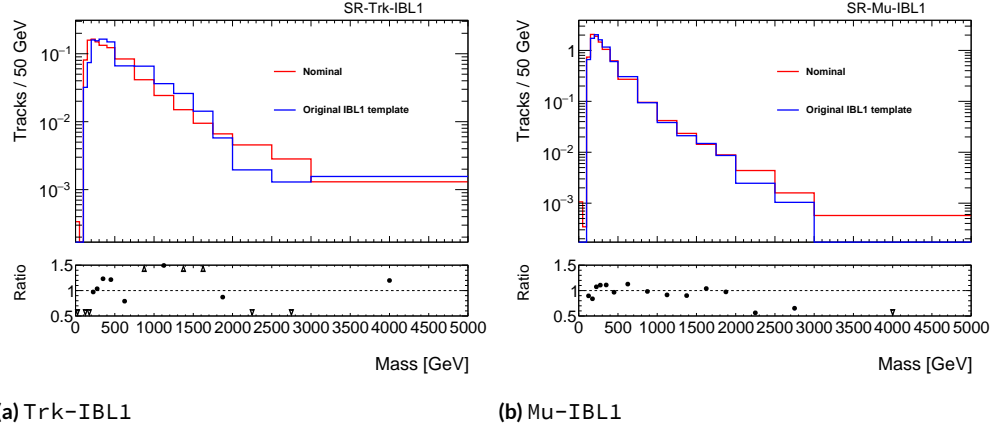 SR-Trk-IBL1
Tracks / 50 GeV
10⁻¹
10⁻²
10⁻³
Nominal
Original IBL1 template
Ratio
1.5
1
0.5
0 500 1000 1500 2000 2500 3000 3500 4000 4500 5000
Mass [GeV]
(a) Trk-IBL1
SR-Mu-IBL1
Tracks / 50 GeV
1
10⁻¹
10⁻²
10⁻³
Nominal
Original IBL1 template
Ratio
1.5
1
0.5
0 500 1000 1500 2000 2500 3000 3500 4000 4500 5000
Mass [GeV]
(b) Mu-IBL1